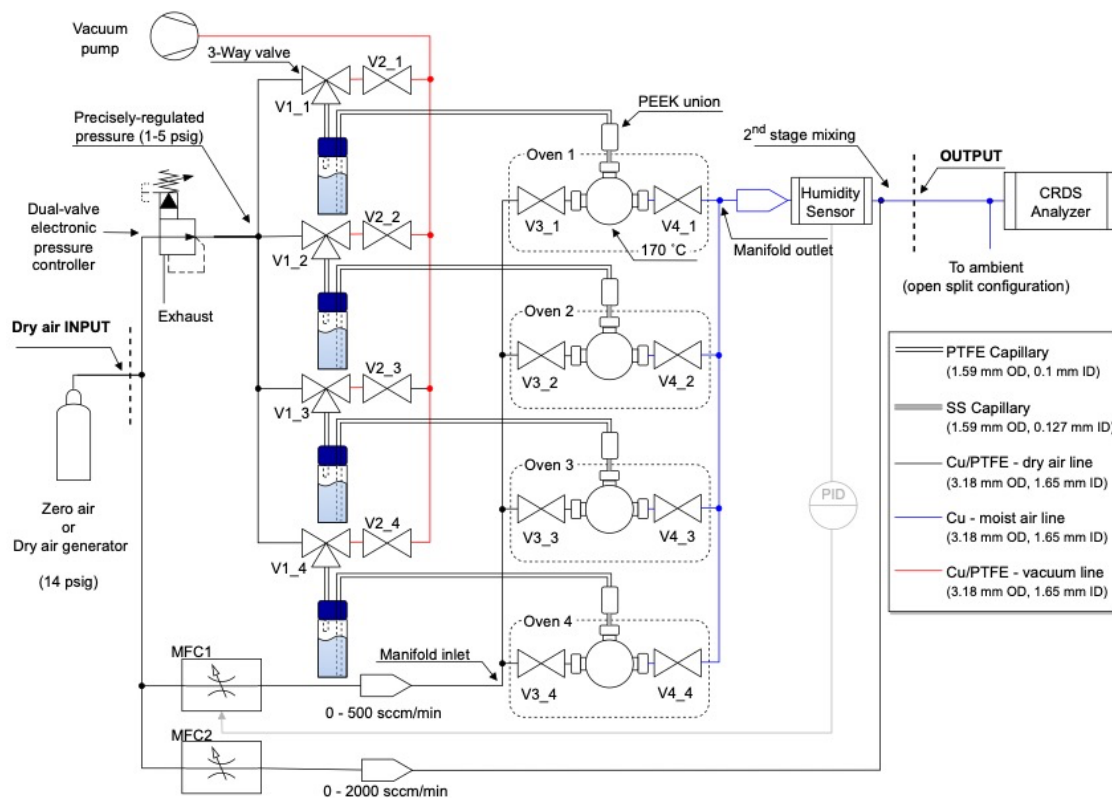 Vacuum
pump
3-Way valve
V2_1
V1_1
Precisely-regulated
pressure (1-5 psig)
PEEK union
2nd stage mixing
OUTPUT
Oven 1
Humidity
Sensor
CRDS
Analyzer
V3_1
V4_1
170 ˚C
Manifold outlet
Dual-valve
electronic
pressure
controller
V2_2
V1_2
Exhaust
To ambient
(open split configuration)
Dry air INPUT
Oven 2
V3_2
V4_2
V2_3
V1_3
PTFE Capillary
(1.59 mm OD, 0.1 mm ID)
SS Capillary
(1.59 mm OD, 0.127 mm ID)
Cu/PTFE - dry air line
(3.18 mm OD, 1.65 mm ID)
Cu - moist air line
(3.18 mm OD, 1.65 mm ID)
Cu/PTFE - vacuum line
(3.18 mm OD, 1.65 mm ID)
Oven 3
PID
V3_3
V4_3
Zero air
or
Dry air generator
(14 psig)
V2_4
V1_4
Oven 4
V3_4
V4_4
MFC1
Manifold inlet
0 - 500 sccm/min
MFC2
0 - 2000 sccm/min